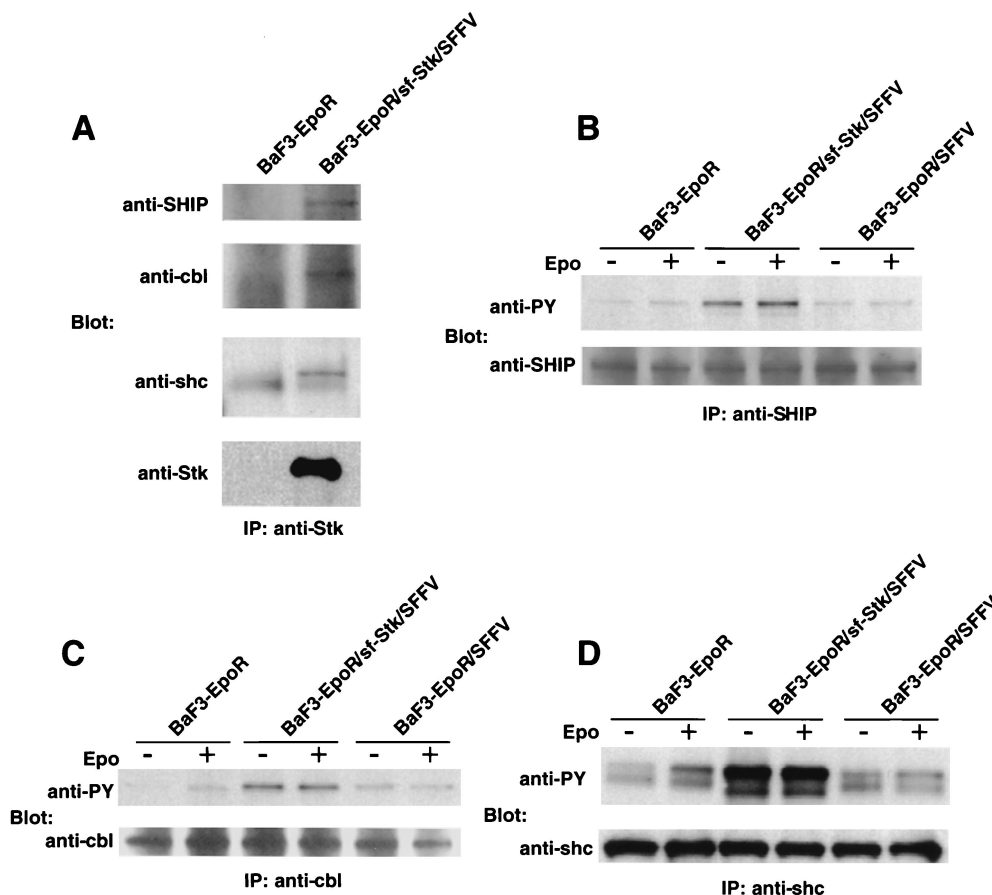 A
BaF3-EpoR
BaF3-EpoR/sf-Stk/SFFV
anti-SHIP
anti-cbl
Blot:
anti-shc
anti-Stk
IP: anti-Stk
B
BaF3-EpoR
BaF3-EpoR/sf-Stk/SFFV
BaF3-EpoR/SFFV
Epo - + - + - +
anti-PY
Blot:
anti-SHIP
IP: anti-SHIP
C
BaF3-EpoR
BaF3-EpoR/sf-Stk/SFFV
BaF3-EpoR/SFFV
Epo - + - + - +
anti-PY
Blot:
anti-cbl
IP: anti-cbl
D
BaF3-EpoR
BaF3-EpoR/sf-Stk/SFFV
BaF3-EpoR/SFFV
Epo - + - + - +
anti-PY
Blot:
anti-shc
IP: anti-shc